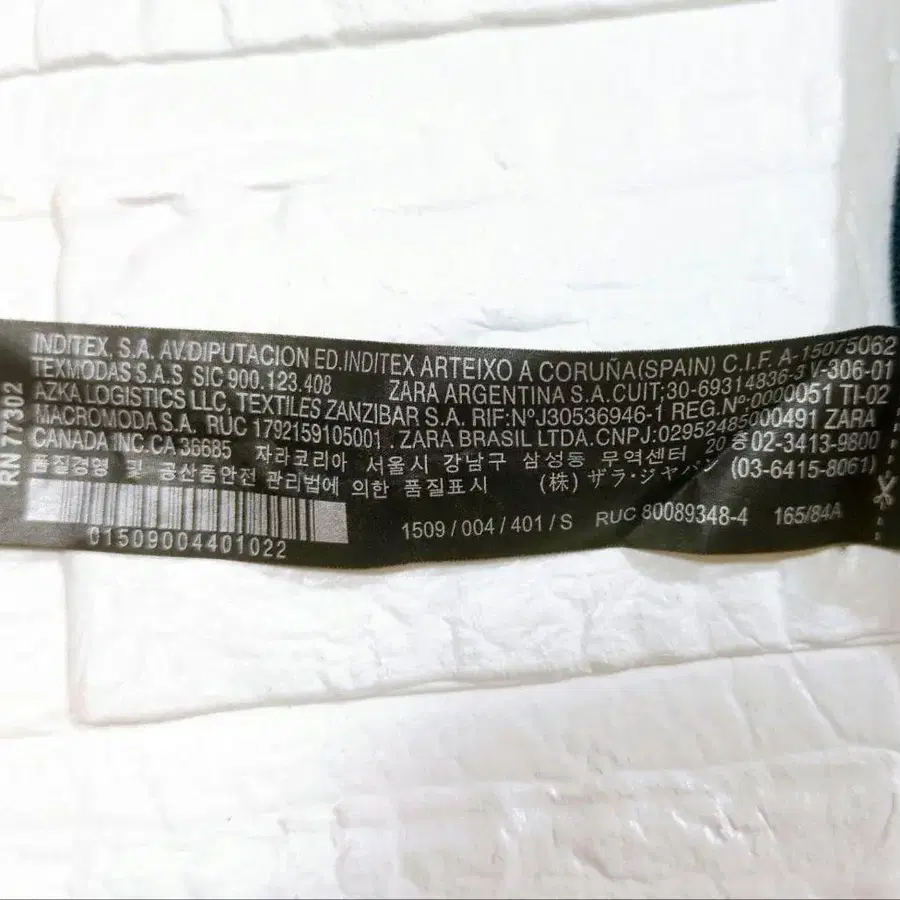 RN 77302
INDITEX, S.A. AV.DIPUTACION ED.INDITEX ARTEIXO A CORUÑA(SPAIN) C.I.F. A-15075062
TEXMODAS S.A.S SIC 900.123.408 ZARA ARGENTINA S.A. CUIT; 30-69314836-3 V-306-01
AZKA LOGISTICS LLC, TEXTILES ZANZIBAR S.A. RIF: Nº J30536946-1 REG. Nº: 0000051 TI-02
MACROMODA S.A. RUC 1792159105001. ZARA BRASIL LTDA. CNPJ: 02952485000491 ZARA
CANADA INC. CA 36685 자라코리아 서울시 강남구 삼성동 무역센터 20 층 02-3413-9800
품질경영 및 공산품안전 관리법에 의한 품질표시 (株) ザラ・ジャパン (03-6415-8061)
01509004401022 1509 / 004 / 401 / S RUC 80089348-4 165/84A